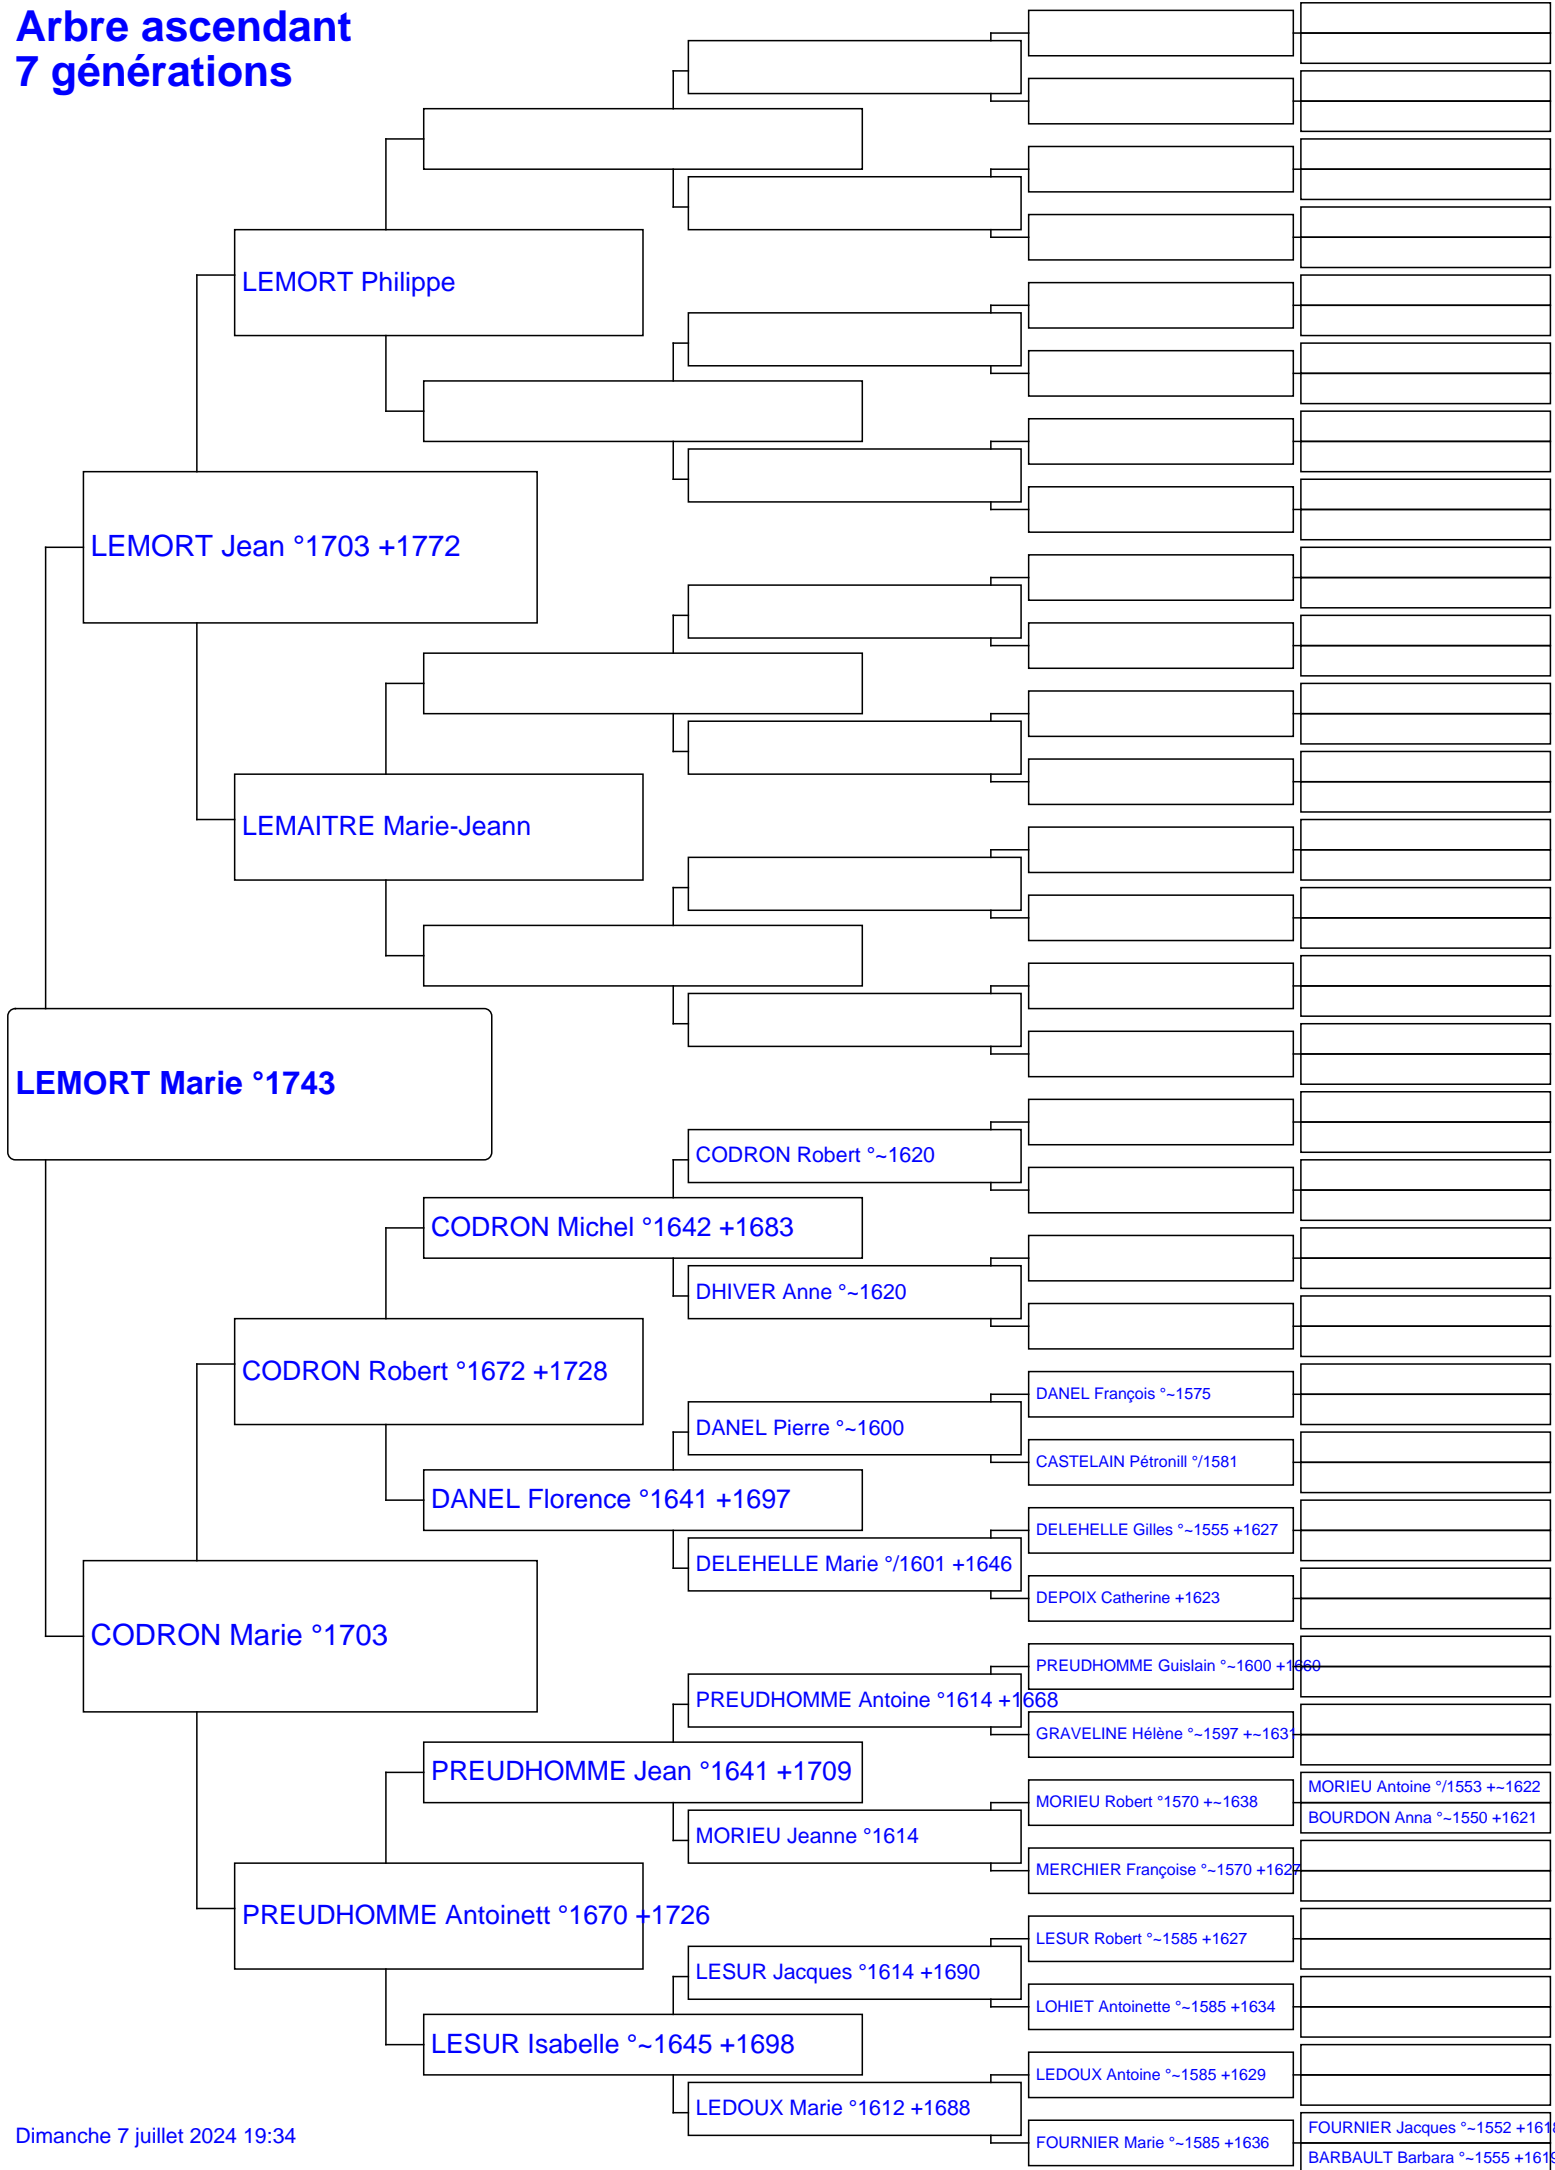 Arbre ascendant
7 générations
LEMORT Philippe
LEMORT Jean °1703 +1772
LEMAITRE Marie-Jeann
LEMORT Marie °1743
CODRON Robert °~1620
CODRON Michel °1642 +1683
DHIVER Anne °~1620
CODRON Robert °1672 +1728
DANEL François °~1575
DANEL Pierre °~1600
CASTELAIN Pétronill °/1581
DANEL Florence °1641 +1697
DELEHELLE Gilles °~1555 +1627
DELEHELLE Marie °/1601 +1646
DEPOIX Catherine +1623
CODRON Marie °1703
PREUDHOMME Guislain °~1600 +1660
PREUDHOMME Antoine °1614 +1668
GRAVELINE Hélène °~1597 +~1631
PREUDHOMME Jean °1641 +1709
MORIEU Antoine °/1553 +~1622
MORIEU Robert °1570 +~1638
BOURDON Anna °~1550 +1621
MORIEU Jeanne °1614
MERCHIER Françoise °~1570 +1627
PREUDHOMME Antoinett °1670 +1726
LESUR Robert °~1585 +1627
LESUR Jacques °1614 +1690
LOHIET Antoinette °~1585 +1634
LESUR Isabelle °~1645 +1698
LEDOUX Antoine °~1585 +1629
LEDOUX Marie °1612 +1688
FOURNIER Jacques °~1552 +1618
FOURNIER Marie °~1585 +1636
BARBAULT Barbara °~1555 +1619
Dimanche 7 juillet 2024 19:34